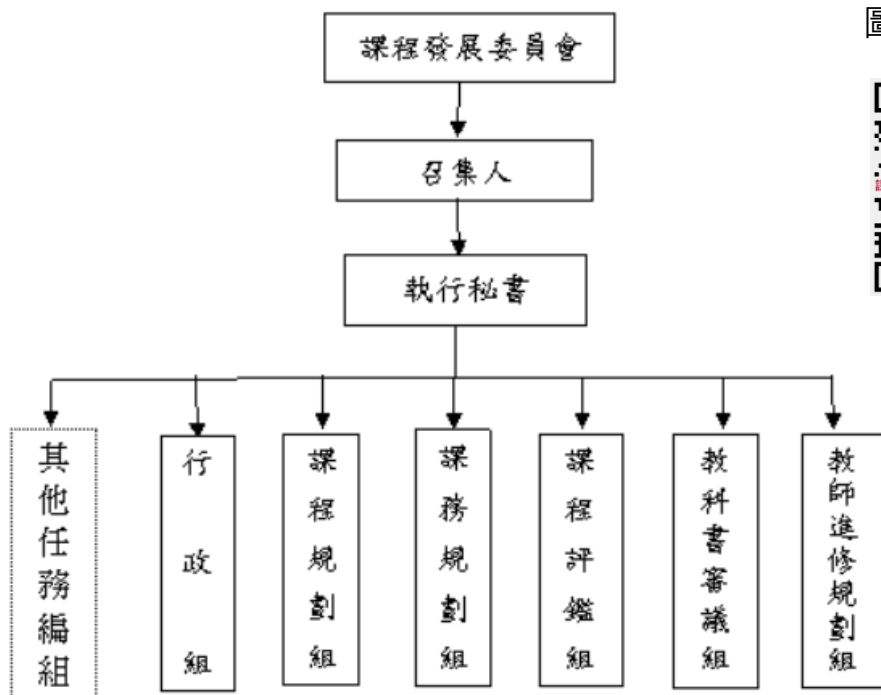 課程發展委員會
圖
召集人
執行秘書
其他任務編組
行政組
課程規劃組
課務規劃組
課程評鑑組
教科書審議組
教師進修規劃組